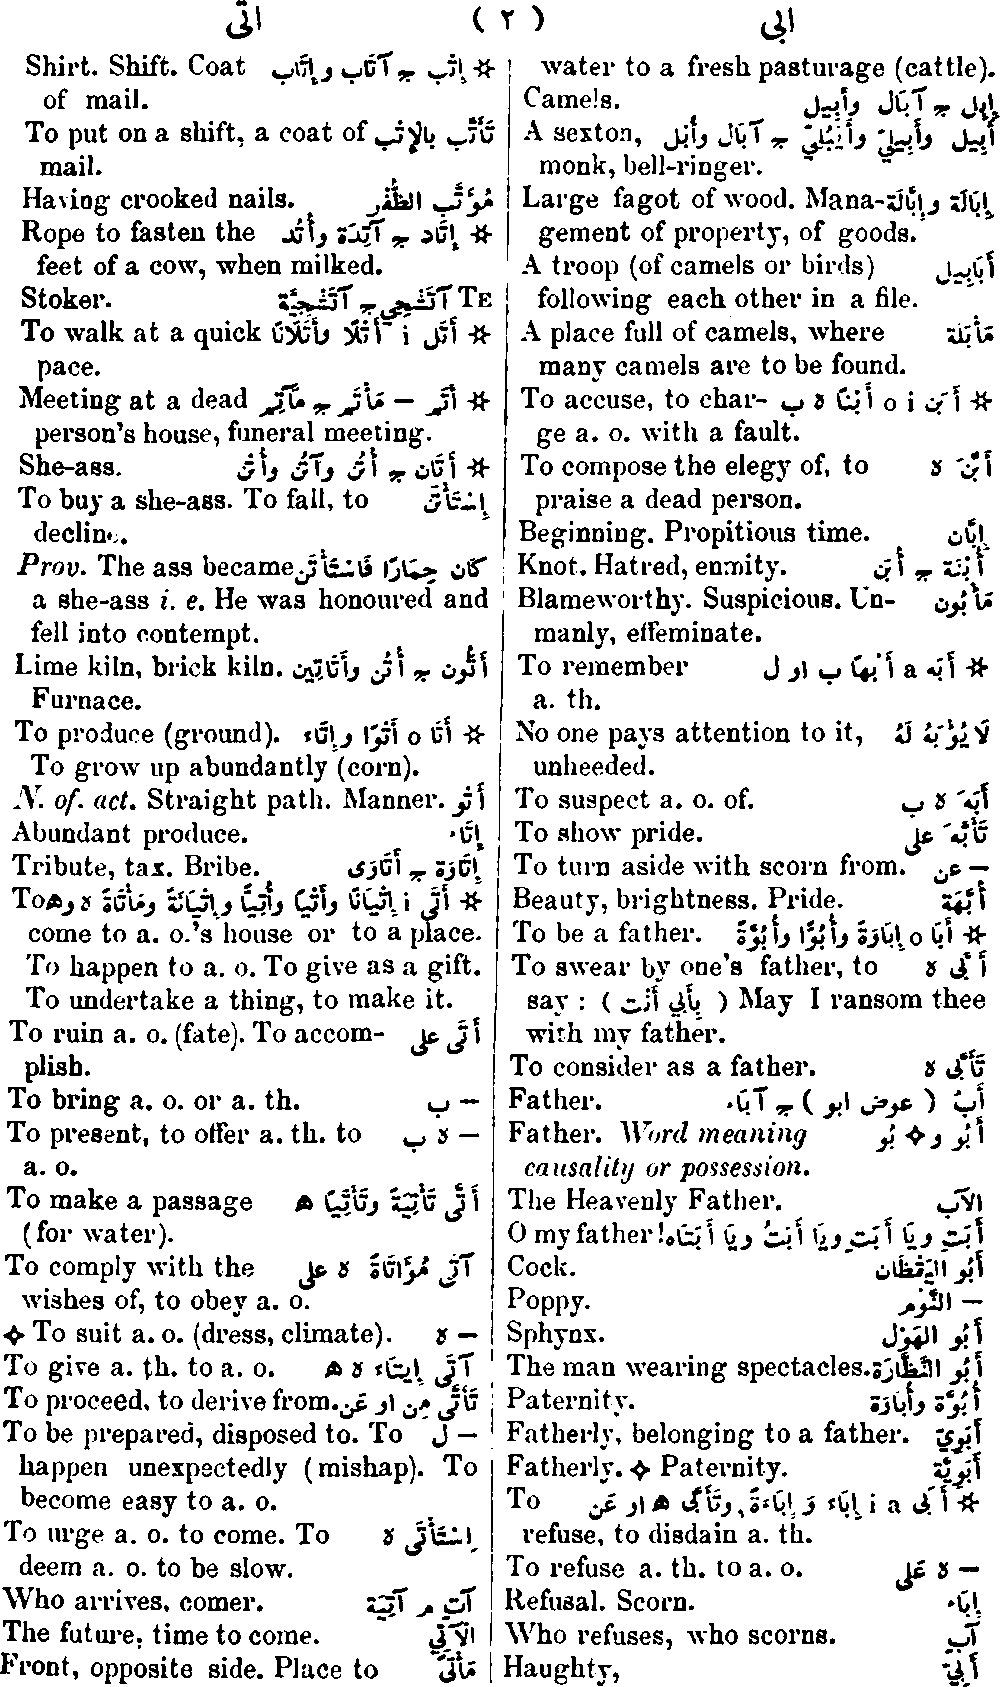 ابي ( ٢ ) اتى
water to a fresh pasturage (cattle).
Camels. إِبِل ج آبَال وأَبِيل
A sexton, أَبِيل وأَبِيلِيّ وأَيْبُلِيّ ج آبَال وأُبْل
monk, bell-ringer.
Large fagot of wood. Mana- إِبَالَة وإِبَّالَة
gement of property, of goods.
A troop (of camels or birds) أَبَابِيل
following each other in a file.
A place full of camels, where مَأْبَلَة
many camels are to be found.
To accuse, to char- ✲ أَبَن o i أَبْنًا ه ب
ge a. o. with a fault.
To compose the elegy of, to أَبَّنَ ه
praise a dead person.
Beginning. Propitious time. إِبَّان
Knot. Hatred, enmity. أُبْنَة ج أُبَن
Blameworthy. Suspicious. Un- مَأْبُون
manly, effeminate.
To remember ✲ أَبَه a أَبْهًا ب او ل
a. th.
No one pays attention to it, لَا يُؤْبَهُ لَهُ
unheeded.
To suspect a. o. of. أَبَّهَ ه ب
To show pride. تَأَبَّهَ على
To turn aside with scorn from. — عن
Beauty, brightness. Pride. أُبَّهَة
To be a father. ✲ أَبَا o إِبَاوَةً وأُبُوًّا وأُبُوَّةً
To swear by one's father, to أَبَّى ه
say : ( بِأَبِي أَنْتَ ) May I ransom thee
with my father.
To consider as a father. تَأَبَّى ه
Father. أَبٌ ( عوض ابو ) ج آبَاء
Father. Word meaning أَبُو و ❖ بُو
causality or possession.
The Heavenly Father. الآب
O my father! أَبَتِ ويَا أَبَتِ ويَا أَبَتُ ويَا أَبَتَاه
Cock. أَبُو اليَقْظَان
Poppy. — النَّوْم
Sphynx. أَبُو الهَوْل
The man wearing spectacles. أَبُو النَّظَّارَة
Paternity. أُبُوَّة وأَبَاوَة
Fatherly, belonging to a father. أَبَوِيّ
Fatherly. ❖ Paternity. أَبَوِيَّة
To ✲ أَبَى i a إِبَاء وَ إِبَاءَةً, وتَأَبَّى ه او عَن
refuse, to disdain a. th.
To refuse a. th. to a. o. — ه عَلَى
Refusal. Scorn. إِبَاء
Who refuses, who scorns. آبٍ
Haughty, أَبِيّ
Shirt. Shift. Coat ✲ إِتْب ج آتَاب وإِتَاب
of mail.
To put on a shift, a coat of تَأَتَّب بِالإِتْب
mail.
Having crooked nails. مُؤَتَّب الظُّفْر
Rope to fasten the ✲ إِتَاد ج آتِدَة وأُتُد
feet of a cow, when milked.
Stoker. TE آتَشْجِي ج آتَشْجِيَّة
To walk at a quick ✲ أَتَل i أَتْلًا وأَتَلَانًا
pace.
Meeting at a dead ✲ أتم — مَأْتَم ج مَآتِم
person's house, funeral meeting.
She-ass. ✲ أَتَان ج أُتُن وآتُن وأُتْن
To buy a she-ass. To fall, to إِسْتَأْتَنَ
decline.
Prov. The ass became كَان حِمَارًا فَاسْتَأْتَن
a she-ass i. e. He was honoured and
fell into contempt.
Lime kiln, brick kiln. أَتُّون ج أُتُن وأَتَاتِين
Furnace.
To produce (ground). ✲ أَتَا o أَتْوًا وإِتَاء
To grow up abundantly (corn).
N. of. act. Straight path. Manner. أَتْو
Abundant produce. إِتَاء
Tribute, tax. Bribe. إِتَاوَة ج أَتَاوَى
To ✲ أَتَى i إِتْيَانًا وأَتْيًا وأُتِيًّا وإِتْيَانَةً ومَأْتَاةً ه وه
come to a. o.'s house or to a place.
To happen to a. o. To give as a gift.
To undertake a thing, to make it.
To ruin a. o. (fate). To accom- أَتَى على
plish.
To bring a. o. or a. th. — ب
To present, to offer a. th. to — ه ب
a. o.
To make a passage أَتَّى تَأْتِيَةً وتَأَتِّيًا ه
(for water).
To comply with the آتَى مُؤَاتَاةً ه على
wishes of, to obey a. o.
❖ To suit a. o. (dress, climate). — ه
To give a. th. to a. o. آتَى إِيتَاء ه ه
To proceed, to derive from. تَأَتَّى مِن او عَن
To be prepared, disposed to. To — ل
happen unexpectedly (mishap). To
become easy to a. o.
To urge a. o. to come. To إِسْتَأْتَى ه
deem a. o. to be slow.
Who arrives, comer. آتٍ م آتِيَة
The future, time to come. الآتِي
Front, opposite side. Place to مَأْتًى